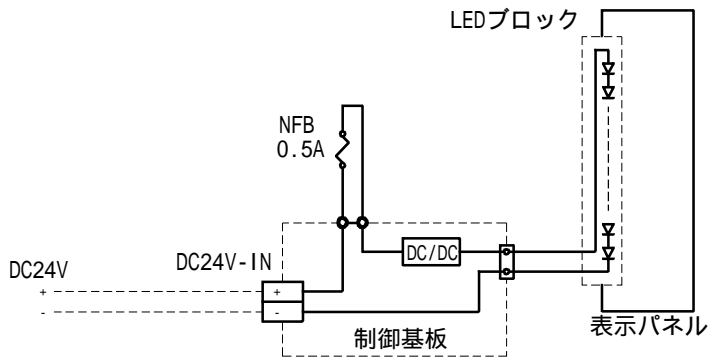 LEDブロック
NFB
0.5A
DC/DC
DC24V
DC24V-IN
+
+
-
-
制御基板
表示パネル